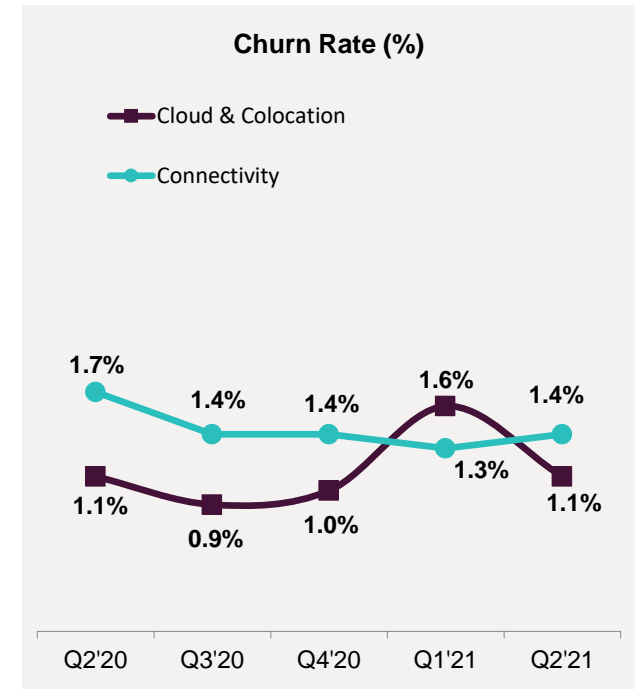 Churn Rate (%)
Cloud & Colocation
Connectivity
1.7%
1.4%
1.4%
1.6%
1.4%
1.1%
0.9%
1.0%
1.3%
1.1%
Q2'20 Q3'20 Q4'20 Q1'21 Q2'21